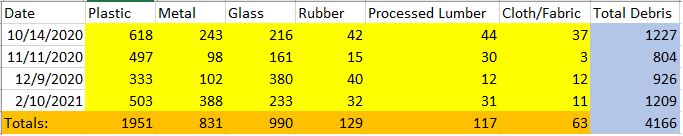 Date Plastic Metal Glass Rubber Processed Lumber Cloth/Fabric Total Debris
10/14/2020 618 243 216 42 44 37 1227
11/11/2020 497 98 161 15 30 3 804
12/9/2020 333 102 380 40 12 12 926
2/10/2021 503 388 233 32 31 11 1209
Totals: 1951 831 990 129 117 63 4166